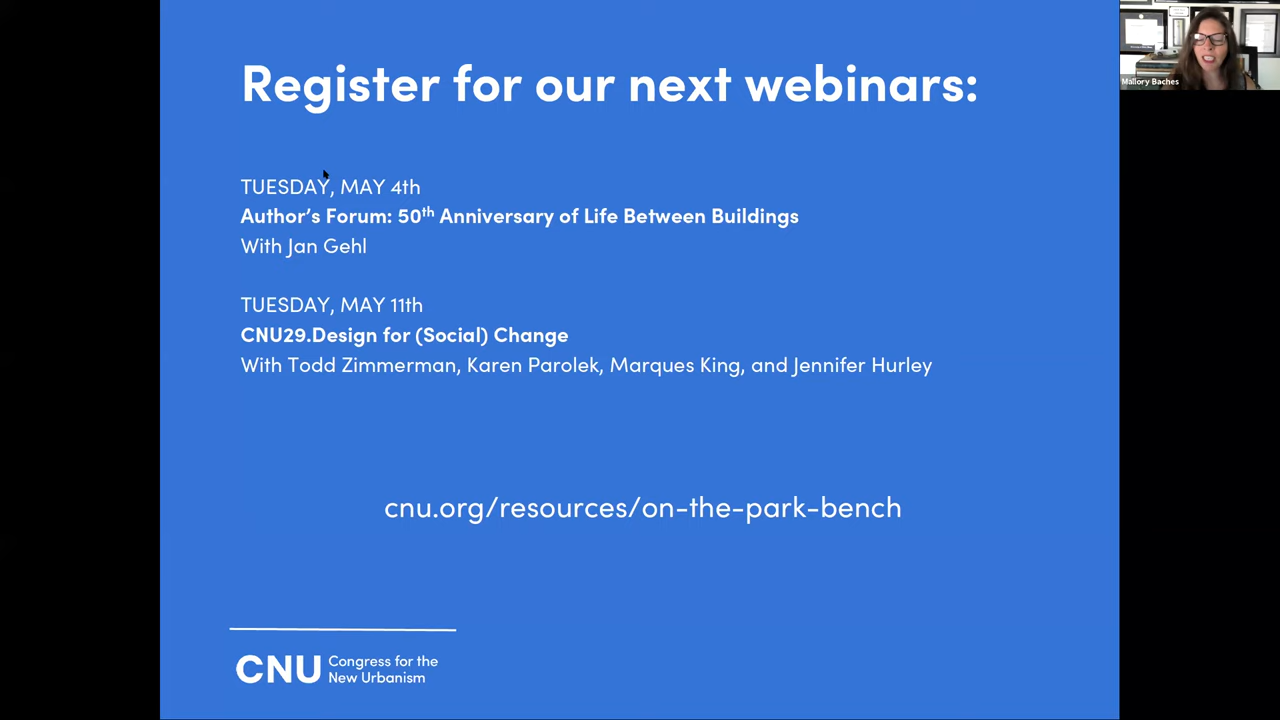 Register for our next webinars:
Mallory Baches
TUESDAY, MAY 4th
Author’s Forum: 50th Anniversary of Life Between Buildings
With Jan Gehl
TUESDAY, MAY 11th
CNU29.Design for (Social) Change
With Todd Zimmerman, Karen Parolek, Marques King, and Jennifer Hurley
cnu.org/resources/on-the-park-bench
CNU Congress for the
New Urbanism